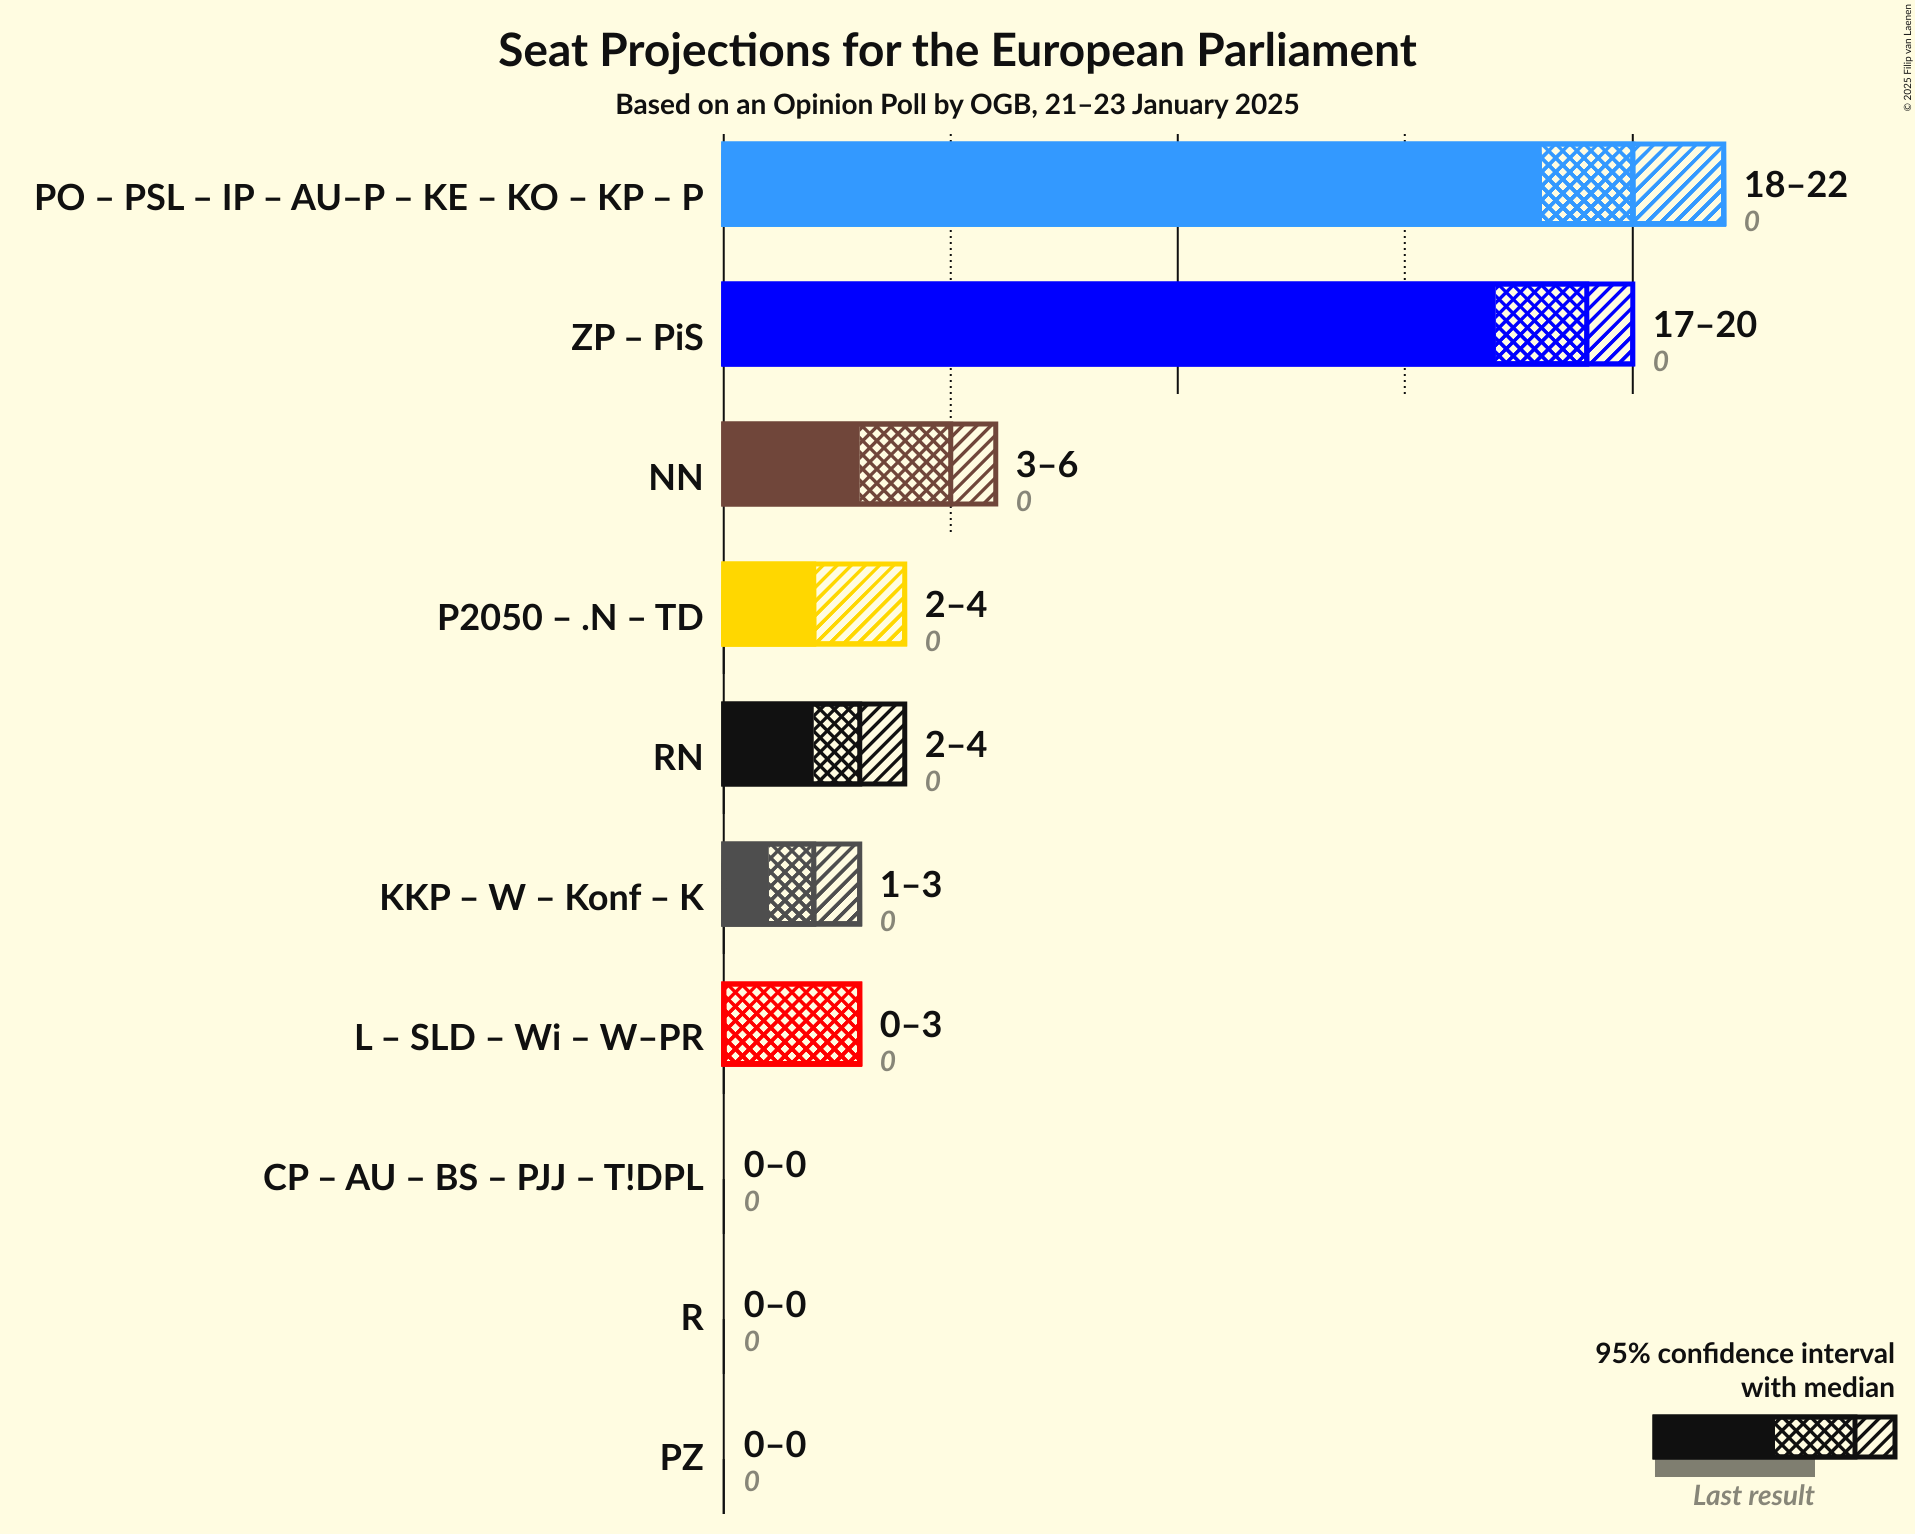 Seat Projections for the European Parliament
Based on an Opinion Poll by OGB, 21–23 January 2025
© 2025 Filip van Laenen
PO – PSL – IP – AU–P – KE – KO – KP – P
18–22
0
ZP – PiS
17–20
0
NN
3–6
0
P2050 – .N – TD
2–4
0
RN
2–4
0
KKP – W – Konf – K
1–3
0
L – SLD – Wi – W–PR
0–3
0
CP – AU – BS – PJJ – T!DPL
0–0
0
R
0–0
0
PZ
0–0
0
95% confidence interval
with median
Last result